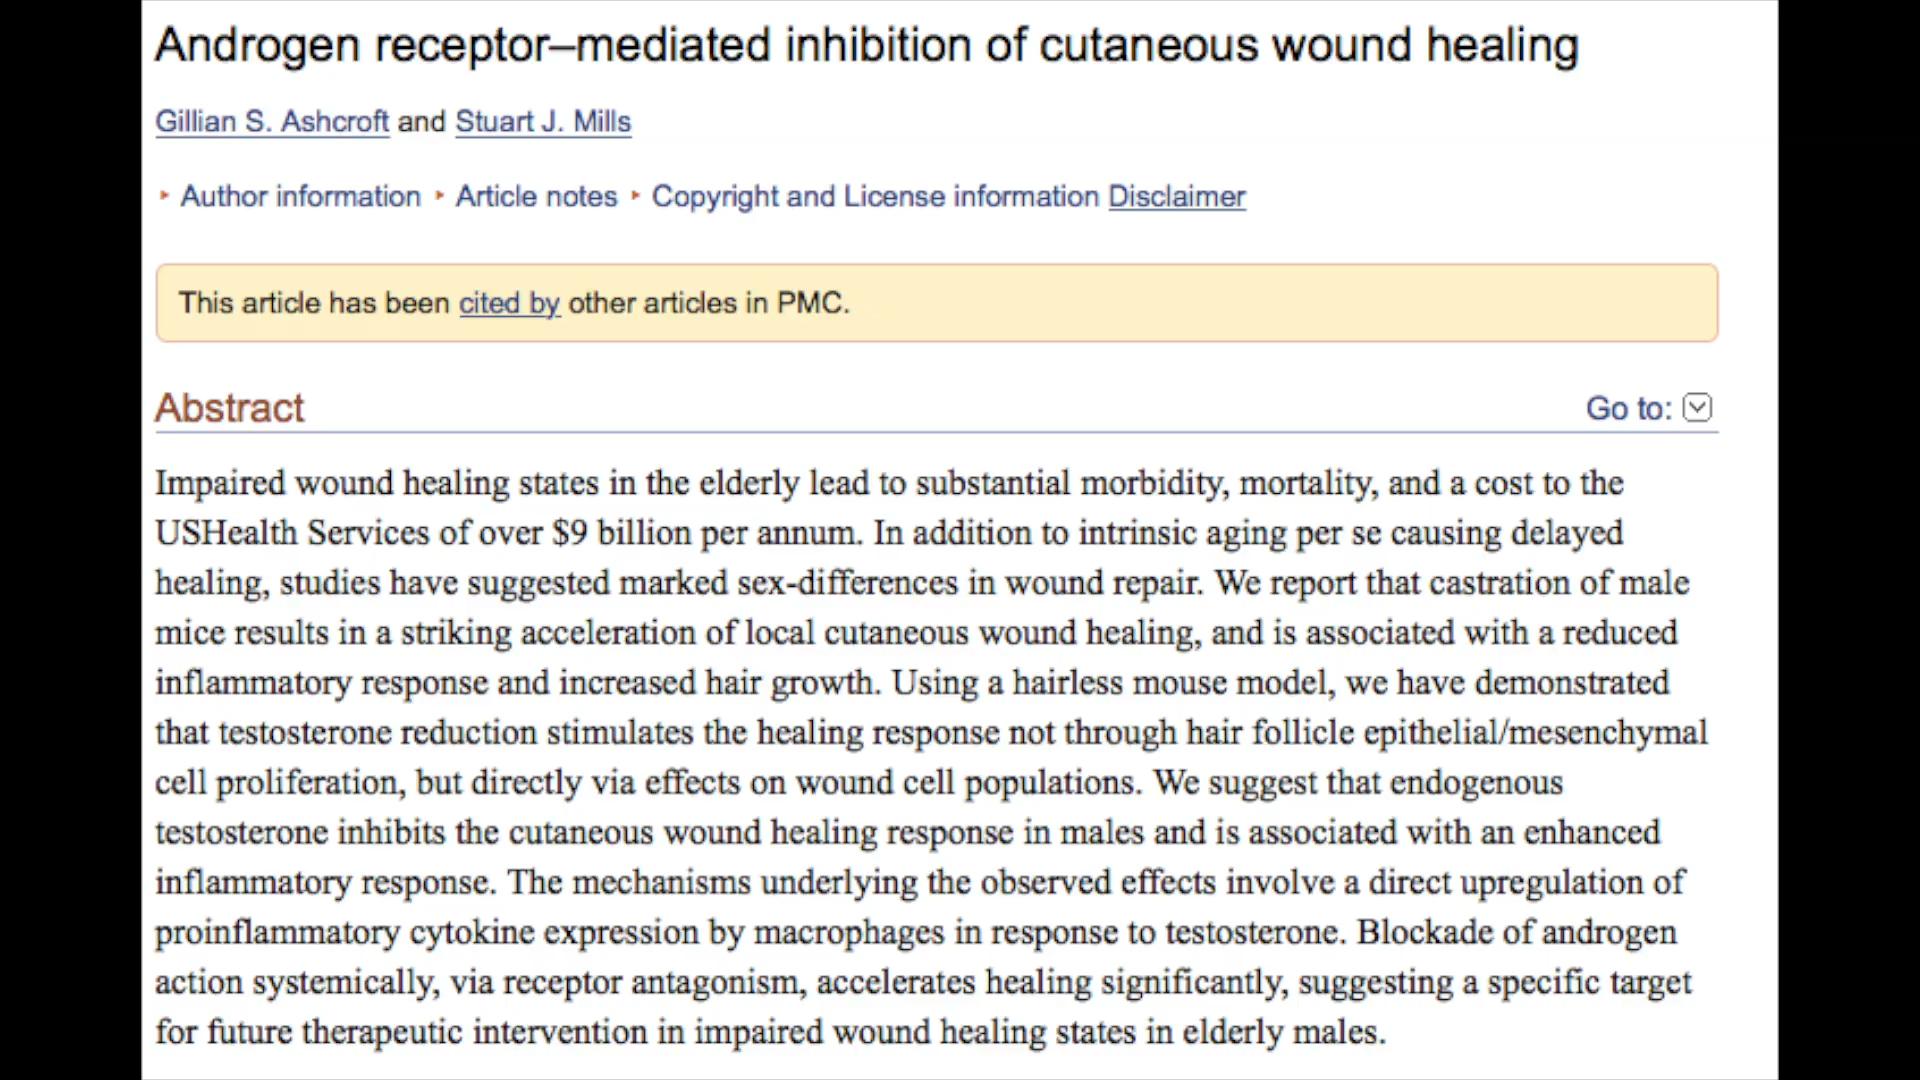 Androgen receptor–mediated inhibition of cutaneous wound healing
Gillian S. Ashcroft and Stuart J. Mills
Author information Article notes Copyright and License information Disclaimer
This article has been cited by other articles in PMC.
Abstract
Go to:
Impaired wound healing states in the elderly lead to substantial morbidity, mortality, and a cost to the
USHealth Services of over $9 billion per annum. In addition to intrinsic aging per se causing delayed
healing, studies have suggested marked sex-differences in wound repair. We report that castration of male
mice results in a striking acceleration of local cutaneous wound healing, and is associated with a reduced
inflammatory response and increased hair growth. Using a hairless mouse model, we have demonstrated
that testosterone reduction stimulates the healing response not through hair follicle epithelial/mesenchymal
cell proliferation, but directly via effects on wound cell populations. We suggest that endogenous
testosterone inhibits the cutaneous wound healing response in males and is associated with an enhanced
inflammatory response. The mechanisms underlying the observed effects involve a direct upregulation of
proinflammatory cytokine expression by macrophages in response to testosterone. Blockade of androgen
action systemically, via receptor antagonism, accelerates healing significantly, suggesting a specific target
for future therapeutic intervention in impaired wound healing states in elderly males.